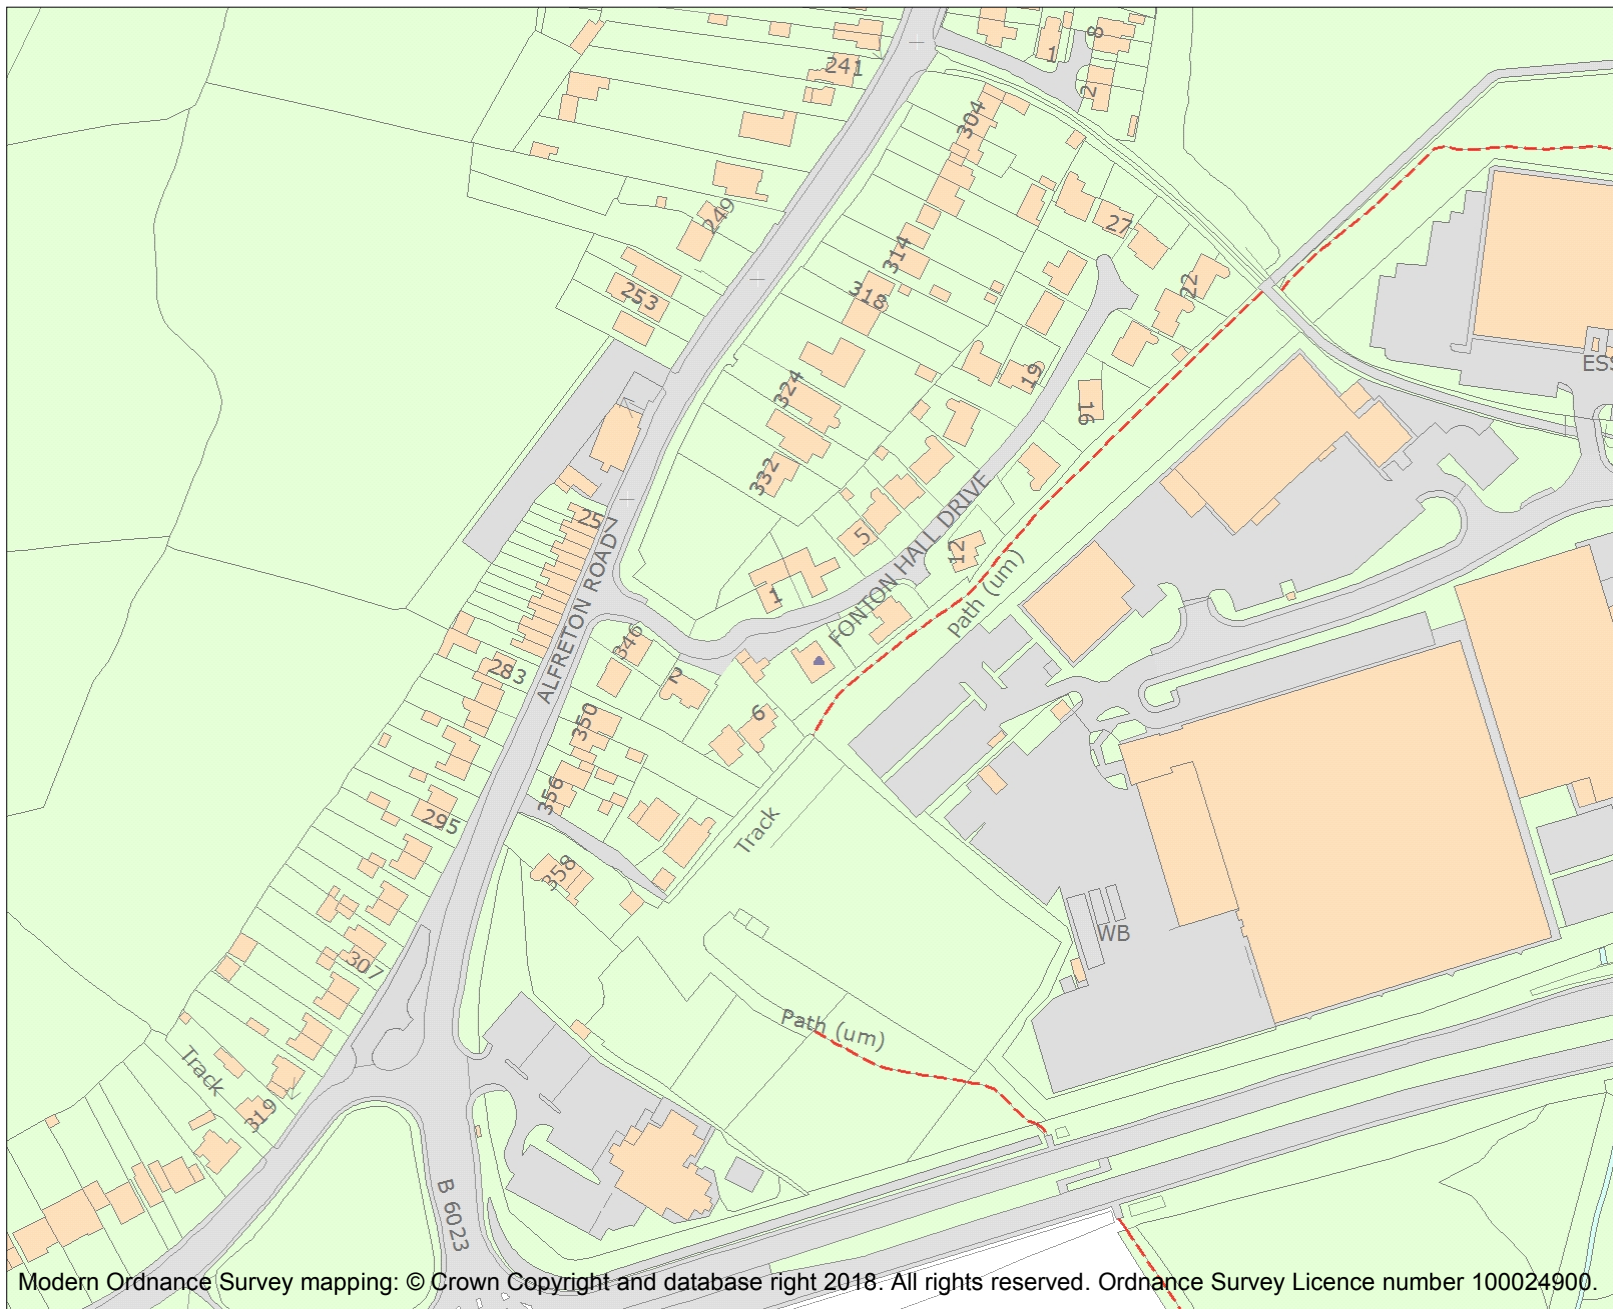 8
1
241
2
304
249
27
314
22
253
318
ESS
324
19
16
332
257
5
12
ALFRETON ROAD
FONTON HALL DRIVE
Path (um)
1
346
283
2
6
350
356
295
Track
358
WB
307
Path (um)
Track
319
B 6023
Modern Ordnance Survey mapping: © Crown Copyright and database right 2018. All rights reserved. Ordnance Survey Licence number 100024900.